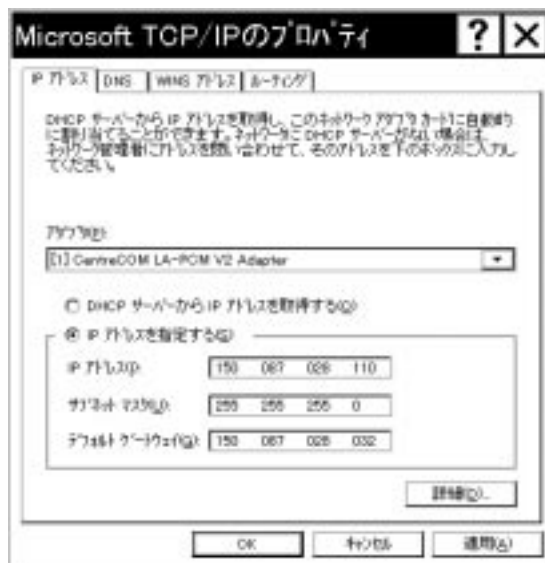 Microsoft TCP/IPのプロパティ
IP アドレス DNS WINS アドレス ルーティング
DHCP サーバーから IP アドレスを取得し、このネットワーク アダプタ カードに自動的
に割り当てることができます。ネットワークに DHCP サーバーがない場合は、
ネットワーク管理者にアドレスを問い合わせて、そのアドレスを下のボックスに入力し
てください。
アダプタ(P):
[1] CentreCOM LA-PCM V2 Adapter
DHCP サーバーから IP アドレスを取得する(O)
IP アドレスを指定する(S)
IP アドレス(I): 150 087 028 110
サブネット マスク(U): 255 255 255 0
デフォルト ゲートウェイ(G): 150 087 028 032
詳細(D)...
OK キャンセル 適用(A)